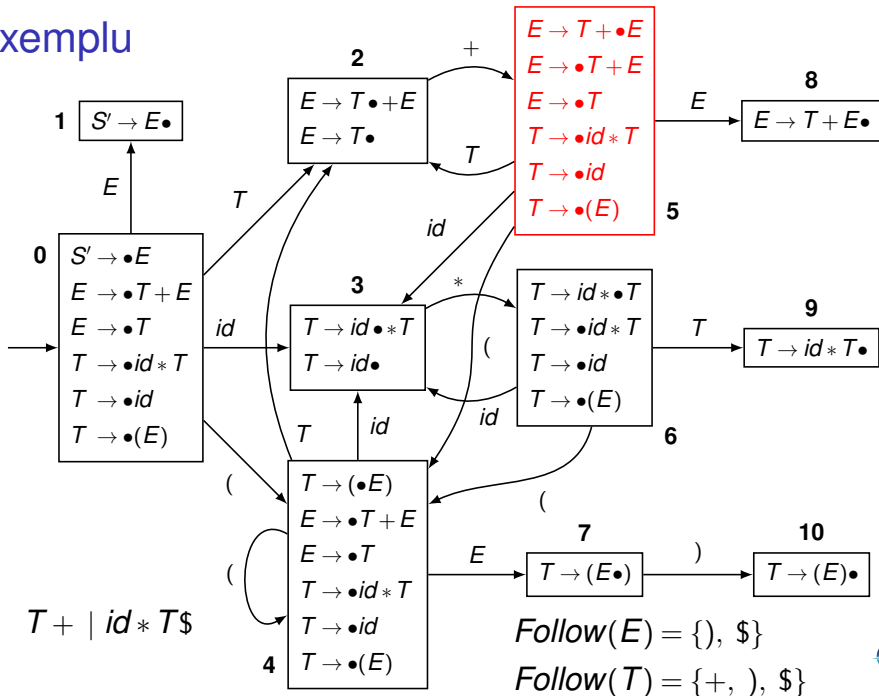 xemplu
1
S′ → E•
E
0
S′ → •E
E → •T + E
E → •T
T → •id * T
T → •id
T → •(E)
T
id
(
2
E → T• + E
E → T•
+
T
E → T + •E
E → •T + E
E → •T
T → •id * T
T → •id
T → •(E)
5
E
8
E → T + E•
id
(
3
T → id• * T
T → id•
*
id
T → id * •T
T → •id * T
T → •id
T → •(E)
6
T
9
T → id * T•
(
T
id
T → (•E)
E → •T + E
E → •T
T → •id * T
T → •id
T → •(E)
4
(
E
7
T → (E•)
)
10
T → (E)•
T + | id * T$
Follow(E) = {), $}
Follow(T) = {+, ), $}